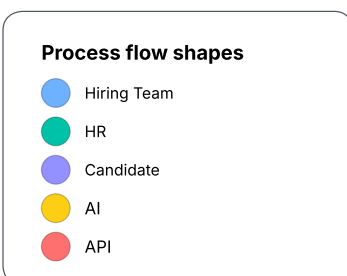 Process flow shapes
Hiring Team
HR
Candidate
AI
API